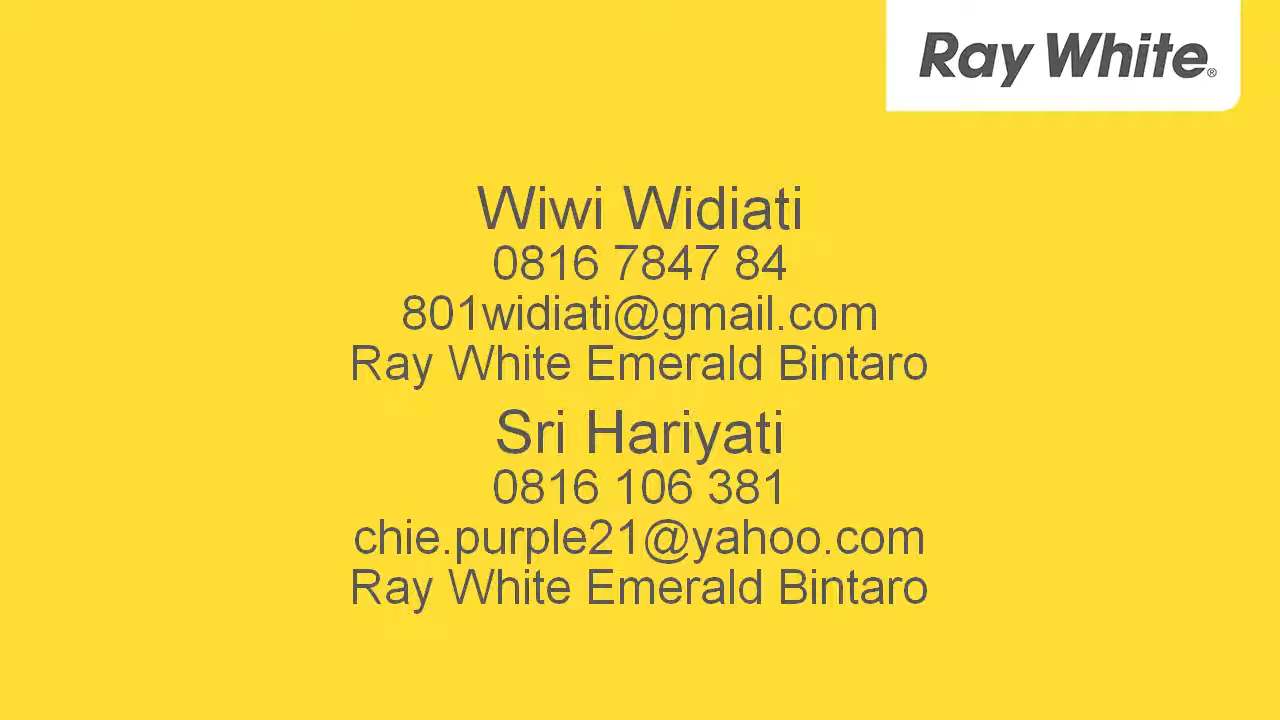 Ray White®
Wiwi Widiati
0816 7847 84
801widiati@gmail.com
Ray White Emerald Bintaro
Sri Hariyati
0816 106 381
chie.purple21@yahoo.com
Ray White Emerald Bintaro